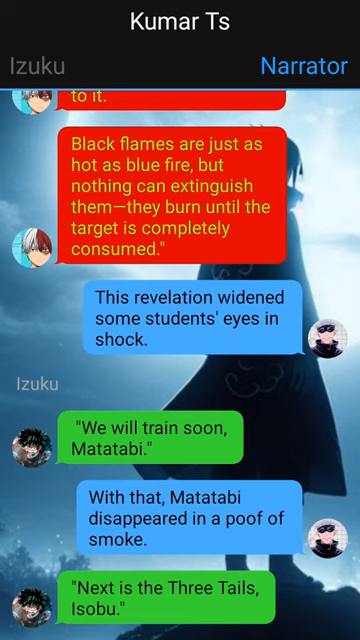 Kumar Ts
Izuku
Narrator
to it.
Black flames are just as
hot as blue fire, but
nothing can extinguish
them—they burn until the
target is completely
consumed."
This revelation widened
some students' eyes in
shock.
Izuku
"We will train soon,
Matatabi."
With that, Matatabi
disappeared in a poof of
smoke.
"Next is the Three Tails,
Isobu."